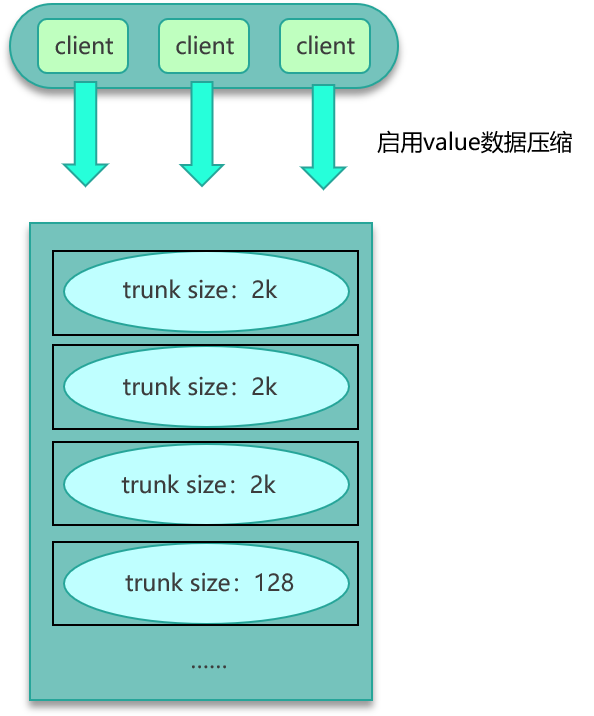 client client client
启用value数据压缩
trunk size：2k
trunk size：2k
trunk size：2k
trunk size：128
……